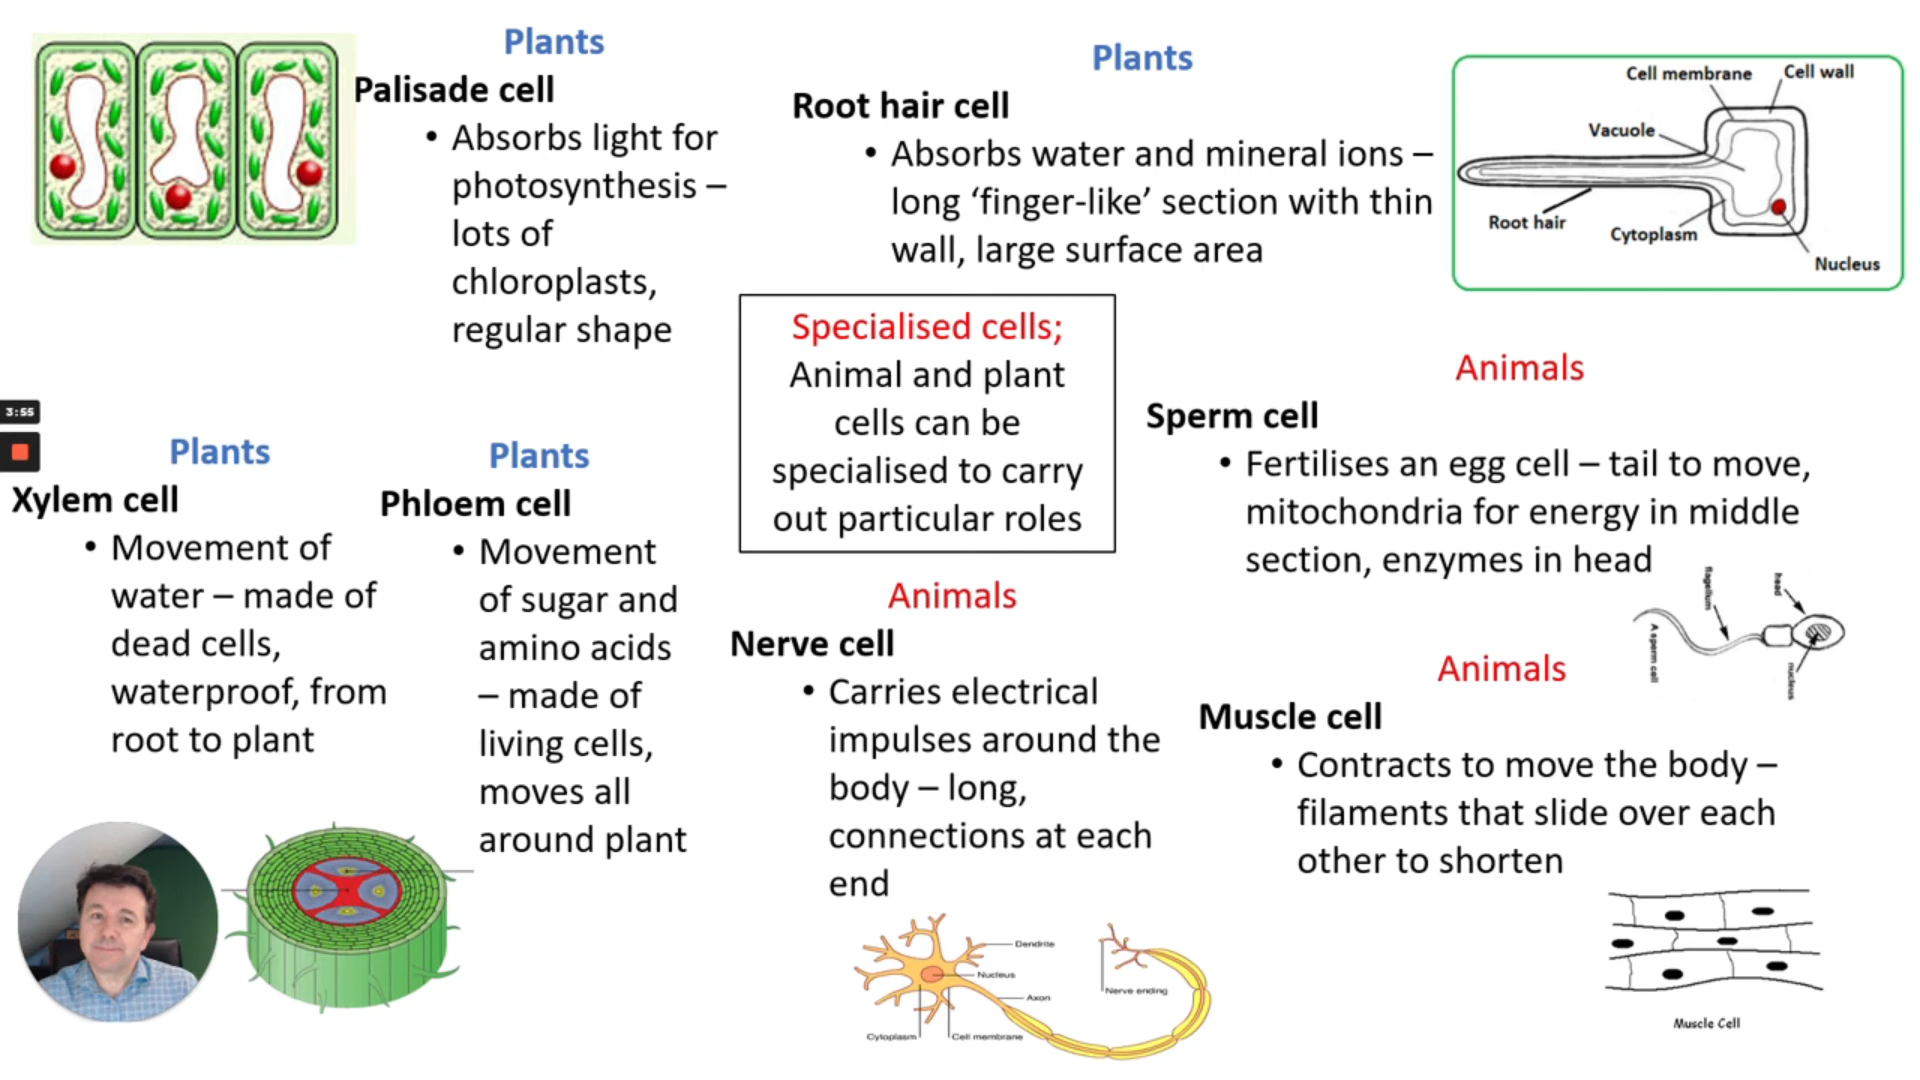 Plants
Palisade cell
• Absorbs light for
photosynthesis –
lots of
chloroplasts,
regular shape
Plants
Root hair cell
• Absorbs water and mineral ions –
long ‘finger-like’ section with thin
wall, large surface area
Cell membrane
Cell wall
Vacuole
Root hair
Cytoplasm
Nucleus
Specialised cells;
Animal and plant
cells can be
specialised to carry
out particular roles
Animals
Sperm cell
• Fertilises an egg cell – tail to move,
mitochondria for energy in middle
section, enzymes in head
flagellum
head
A sperm cell
nucleus
3:55
Plants
Xylem cell
• Movement of
water – made of
dead cells,
waterproof, from
root to plant
Plants
Phloem cell
• Movement
of sugar and
amino acids
– made of
living cells,
moves all
around plant
Animals
Nerve cell
• Carries electrical
impulses around the
body – long,
connections at each
end
Dendrite
Nucleus
Axon
Cytoplasm
Cell membrane
Nerve ending
Animals
Muscle cell
• Contracts to move the body –
filaments that slide over each
other to shorten
Muscle Cell